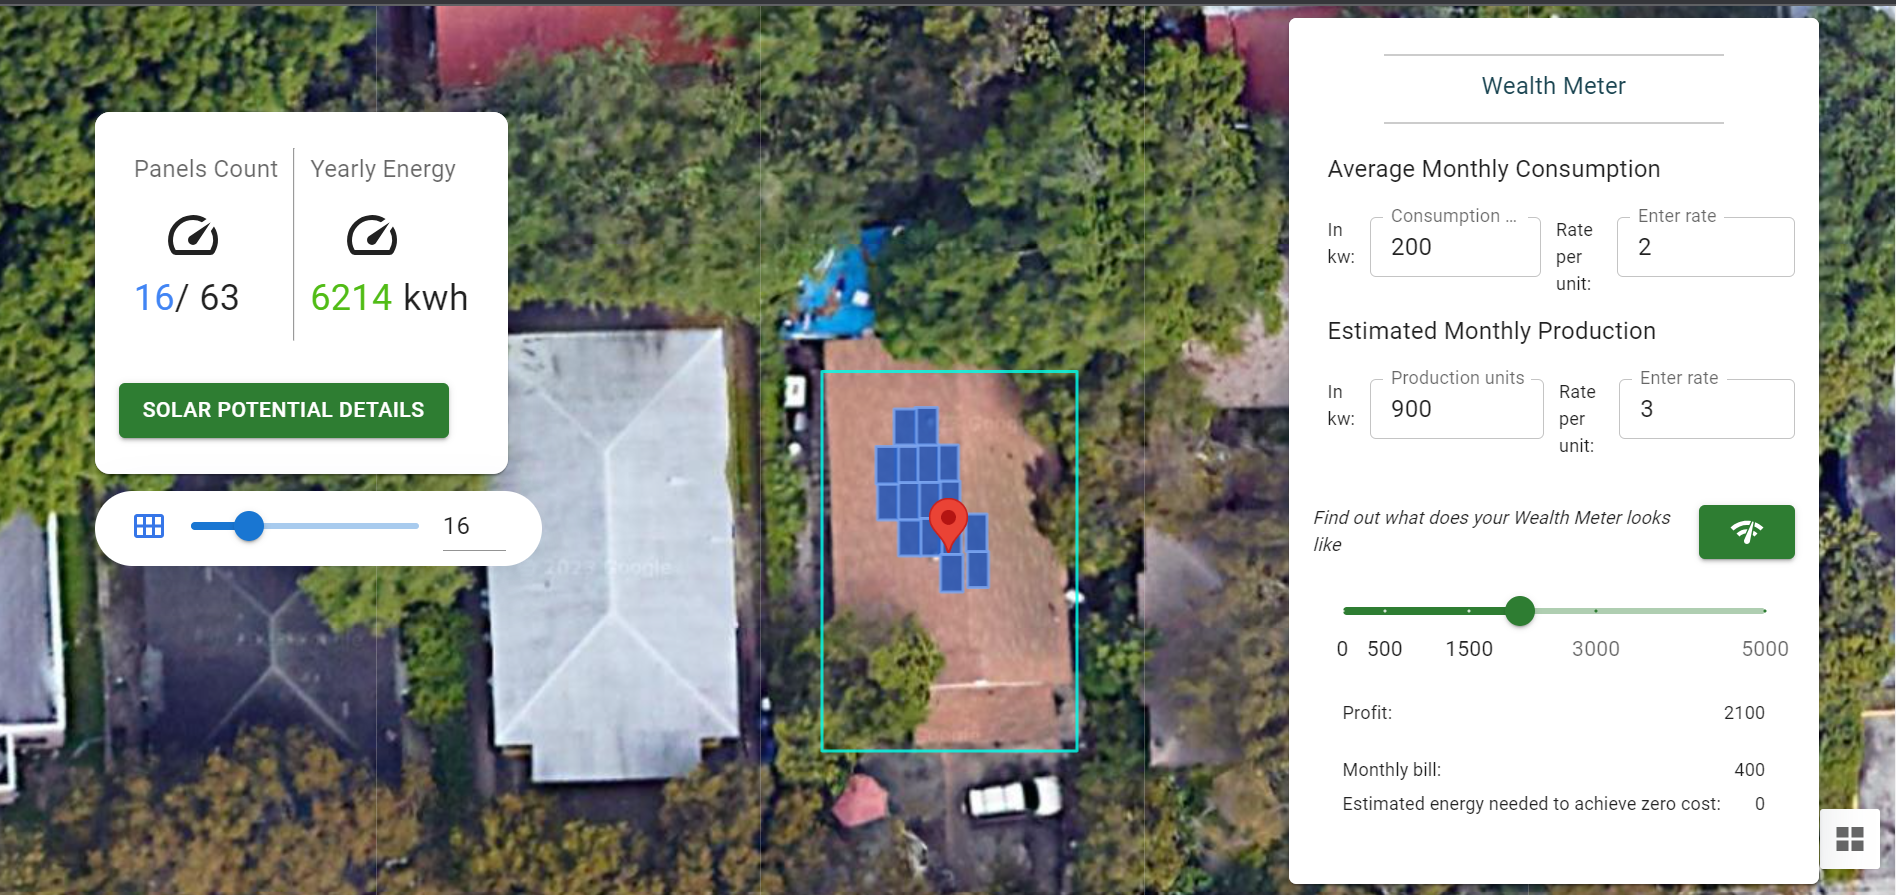 Panels Count
Yearly Energy
16/ 63
6214 kwh
SOLAR POTENTIAL DETAILS
16
2023 Google
Google
Wealth Meter
Average Monthly Consumption
In kw:
Consumption ...
200
Rate per unit:
Enter rate
2
Estimated Monthly Production
In kw:
Production units
900
Rate per unit:
Enter rate
3
Find out what does your Wealth Meter looks
like
0 500 1500 3000 5000
Profit: 2100
Monthly bill: 400
Estimated energy needed to achieve zero cost: 0